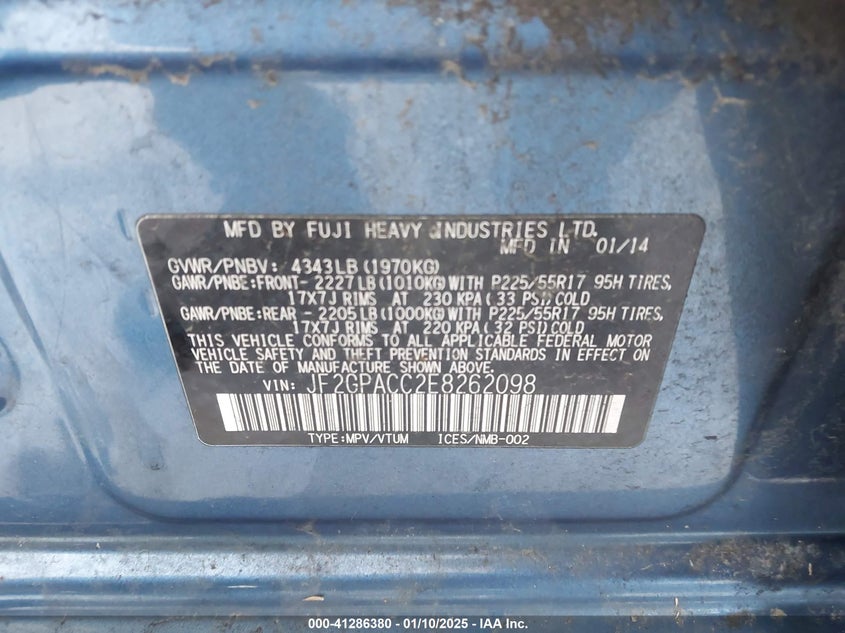 MFD BY FUJI HEAVY INDUSTRIES LTD.
MFD IN 01/14
GVWR/PNBV: 4343LB(1970KG)
GAWR/PNBE:FRONT- 2227LB(1010KG)WITH P225/55R17 95H TIRES,
17X7J RIMS AT 230 KPA(33 PSI)COLD
GAWR/PNBE:REAR - 2205LB(1000KG)WITH P225/55R17 95H TIRES,
17X7J RIMS AT 220 KPA(32 PSI)COLD
THIS VEHICLE CONFORMS TO ALL APPLICABLE FEDERAL MOTOR
VEHICLE SAFETY AND THEFT PREVENTION STANDARDS IN EFFECT ON
THE DATE OF MANUFACTURE SHOWN ABOVE.
VIN: JF2GPACC2E8262098
TYPE:MPV/VTUM ICES/NMB-002
000-41286380 - 01/10/2025 - IAA Inc.